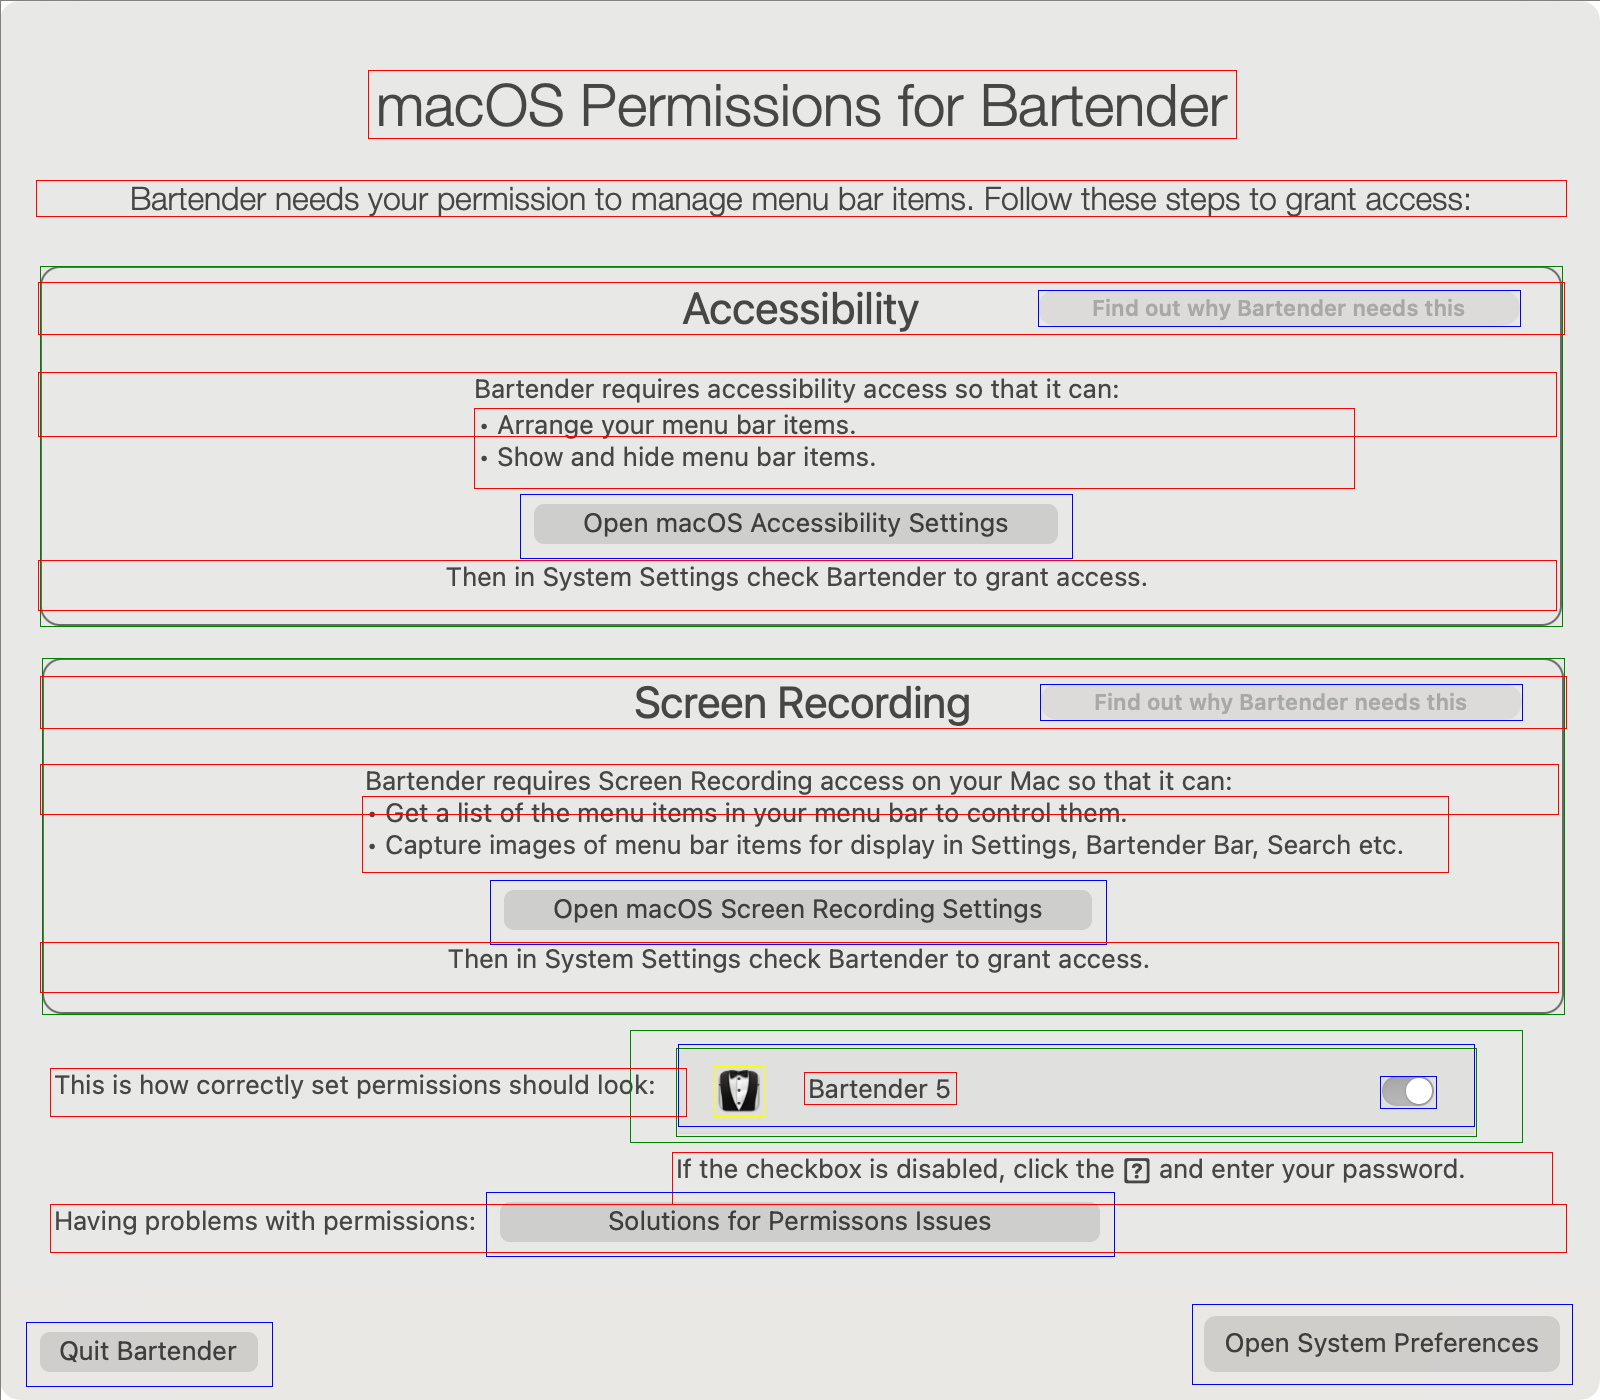 macOS Permissions for Bartender
Bartender needs your permission to manage menu bar items. Follow these steps to grant access:
Accessibility
Find out why Bartender needs this
Bartender requires accessibility access so that it can:
• Arrange your menu bar items.
• Show and hide menu bar items.
Open macOS Accessibility Settings
Then in System Settings check Bartender to grant access.
Screen Recording
Find out why Bartender needs this
Bartender requires Screen Recording access on your Mac so that it can:
• Get a list of the menu items in your menu bar to control them.
• Capture images of menu bar items for display in Settings, Bartender Bar, Search etc.
Open macOS Screen Recording Settings
Then in System Settings check Bartender to grant access.
This is how correctly set permissions should look:
Bartender 5
If the checkbox is disabled, click the ? and enter your password.
Having problems with permissions:
Solutions for Permissons Issues
Quit Bartender
Open System Preferences